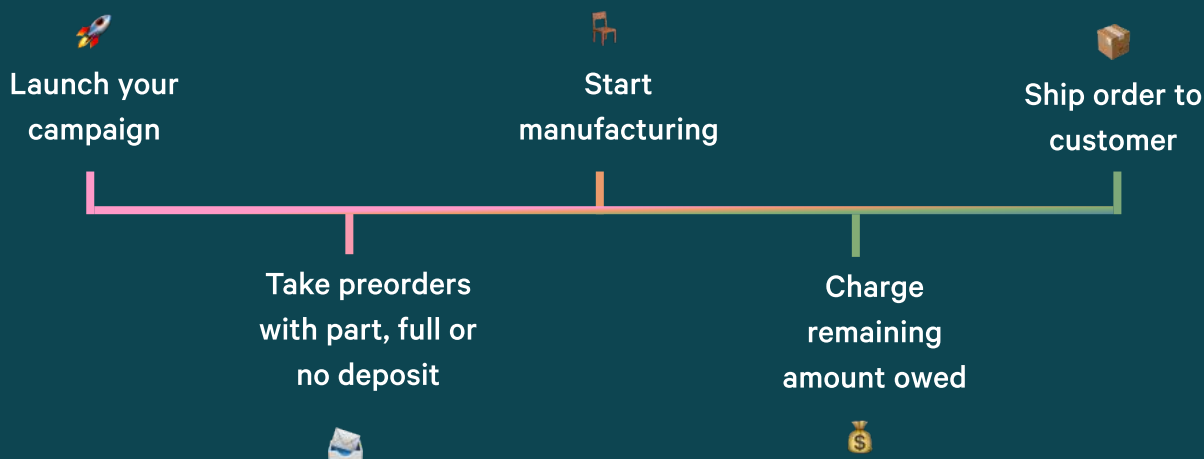 Launch your
campaign
Take preorders
with part, full or
no deposit
Start
manufacturing
Charge
remaining
amount owed
Ship order to
customer